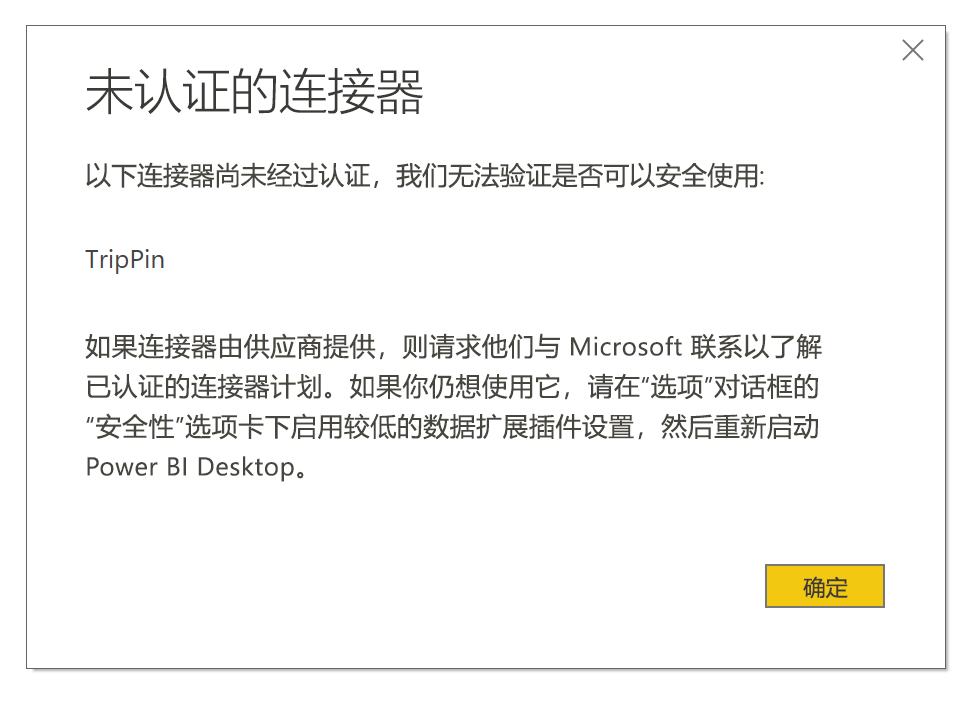 未认证的连接器
以下连接器尚未经过认证，我们无法验证是否可以安全使用:
TripPin
如果连接器由供应商提供，则请求他们与 Microsoft 联系以了解
已认证的连接器计划。如果你仍想使用它，请在“选项”对话框的
“安全性”选项卡下启用较低的数据扩展插件设置，然后重新启动
Power BI Desktop。
确定